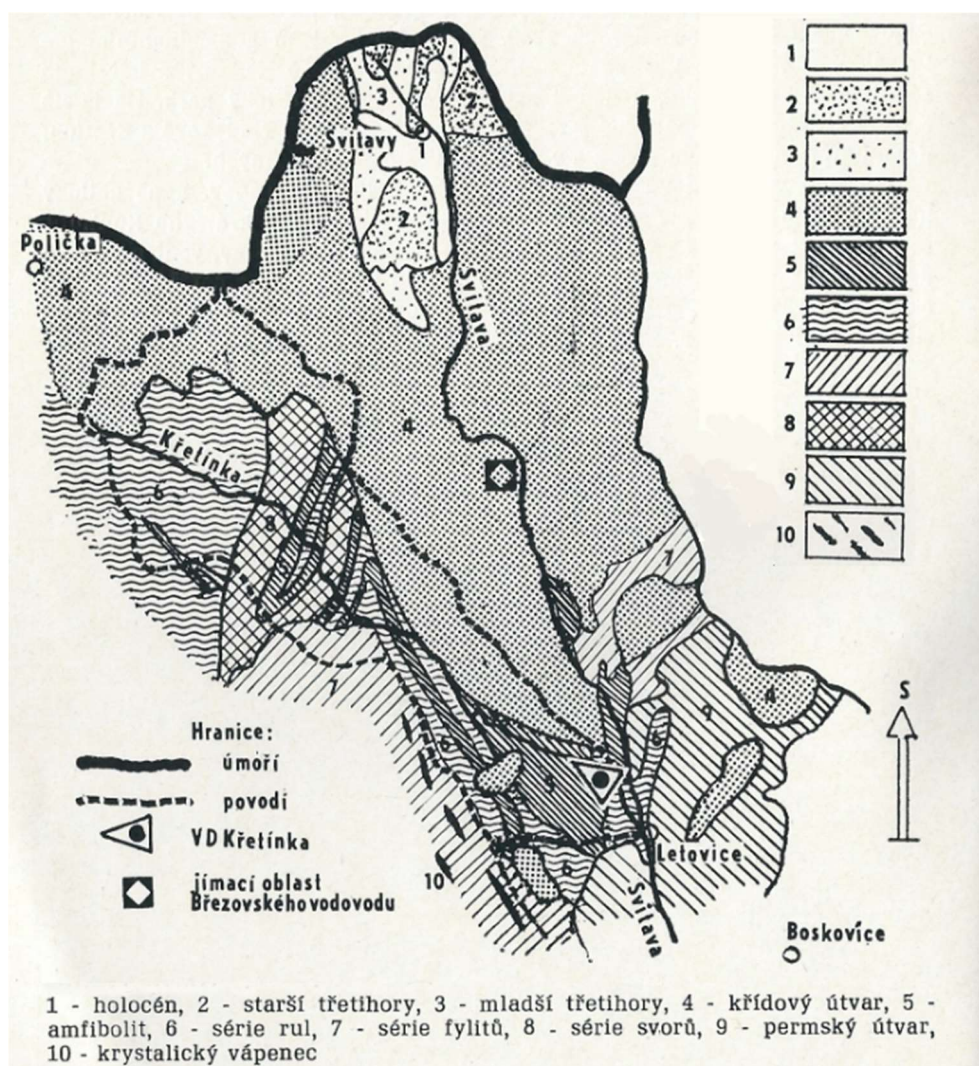 1
2
3
4
5
6
7
8
9
10
3
2
Svitavy
1
2
Polička
4
Svitava
4
Křetínka
6
8
7
7
9
4
S
6
6
5
Hranice:
úmoří
povodí
VD Křetínka
jímací oblast
Březovského vodovodu
10
6
Letovice
Svitava
Boskovice
1 - holocén, 2 - starší třetihory, 3 - mladší třetihory, 4 - křídový útvar, 5 -
amfibolit, 6 - série rul, 7 - série fylitů, 8 - série svorů, 9 - permský útvar,
10 - krystalický vápenec